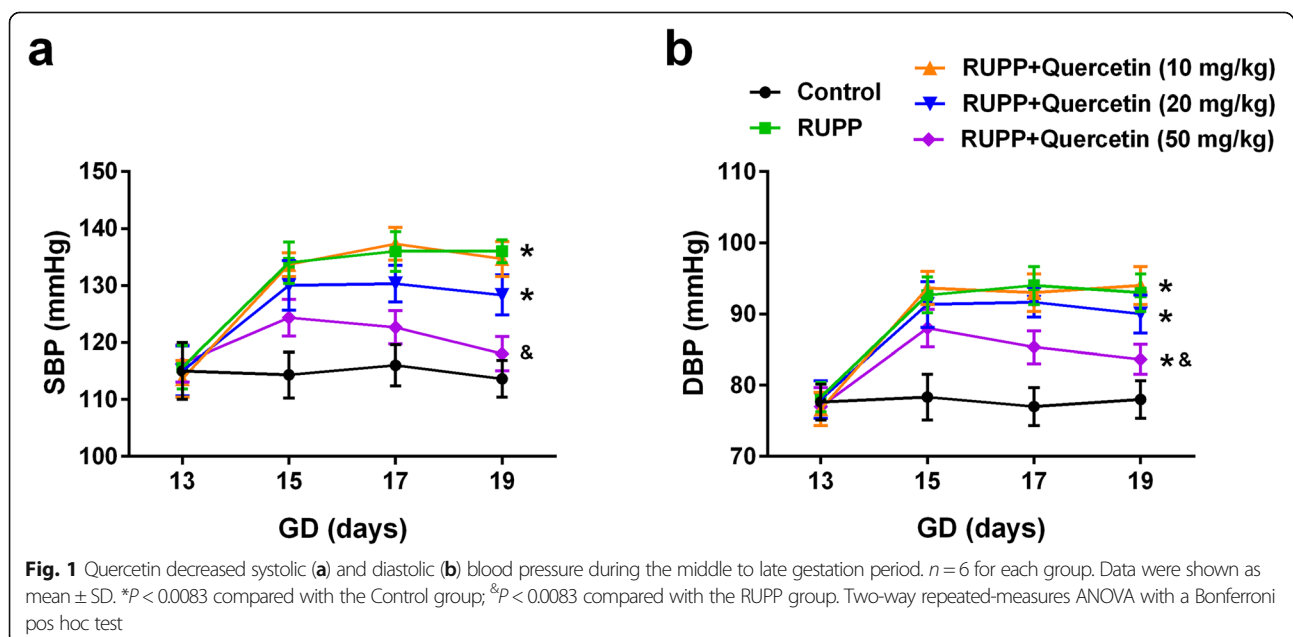 a
b
Control
RUPP
RUPP+Quercetin (10 mg/kg)
RUPP+Quercetin (20 mg/kg)
RUPP+Quercetin (50 mg/kg)
SBP (mmHg)
150
140
130
120
110
100
13 15 17 19
GD (days)
*
*
&
DBP (mmHg)
110
100
90
80
70
13 15 17 19
GD (days)
*
*
*&
Fig. 1 Quercetin decreased systolic (a) and diastolic (b) blood pressure during the middle to late gestation period. n = 6 for each group. Data were shown as
mean ± SD. *P < 0.0083 compared with the Control group; &P < 0.0083 compared with the RUPP group. Two-way repeated-measures ANOVA with a Bonferroni
pos hoc test